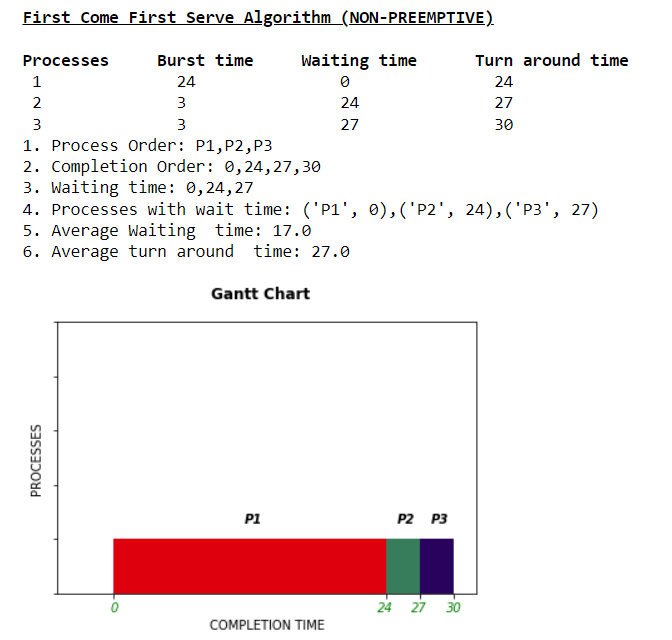 First Come First Serve Algorithm (NON-PREEMPTIVE)
Processes Burst time Waiting time Turn around time
1 24 0 24
2 3 24 27
3 3 27 30
1. Process Order: P1,P2,P3
2. Completion Order: 0,24,27,30
3. Waiting time: 0,24,27
4. Processes with wait time: ('P1', 0),('P2', 24),('P3', 27)
5. Average Waiting time: 17.0
6. Average turn around time: 27.0
Gantt Chart
PROCESSES
P1 P2 P3
0 24 27 30
COMPLETION TIME